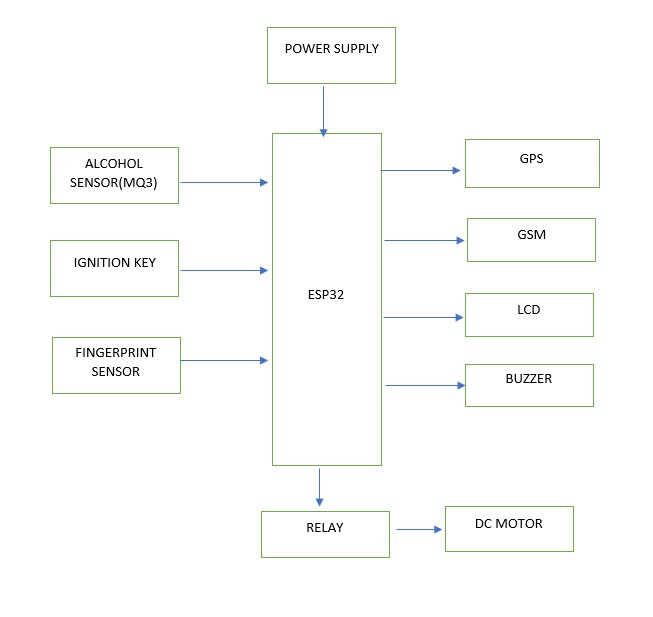 POWER SUPPLY
ALCOHOL
SENSOR(MQ3)
GPS
IGNITION KEY
GSM
ESP32
LCD
FINGERPRINT
SENSOR
BUZZER
RELAY
DC MOTOR